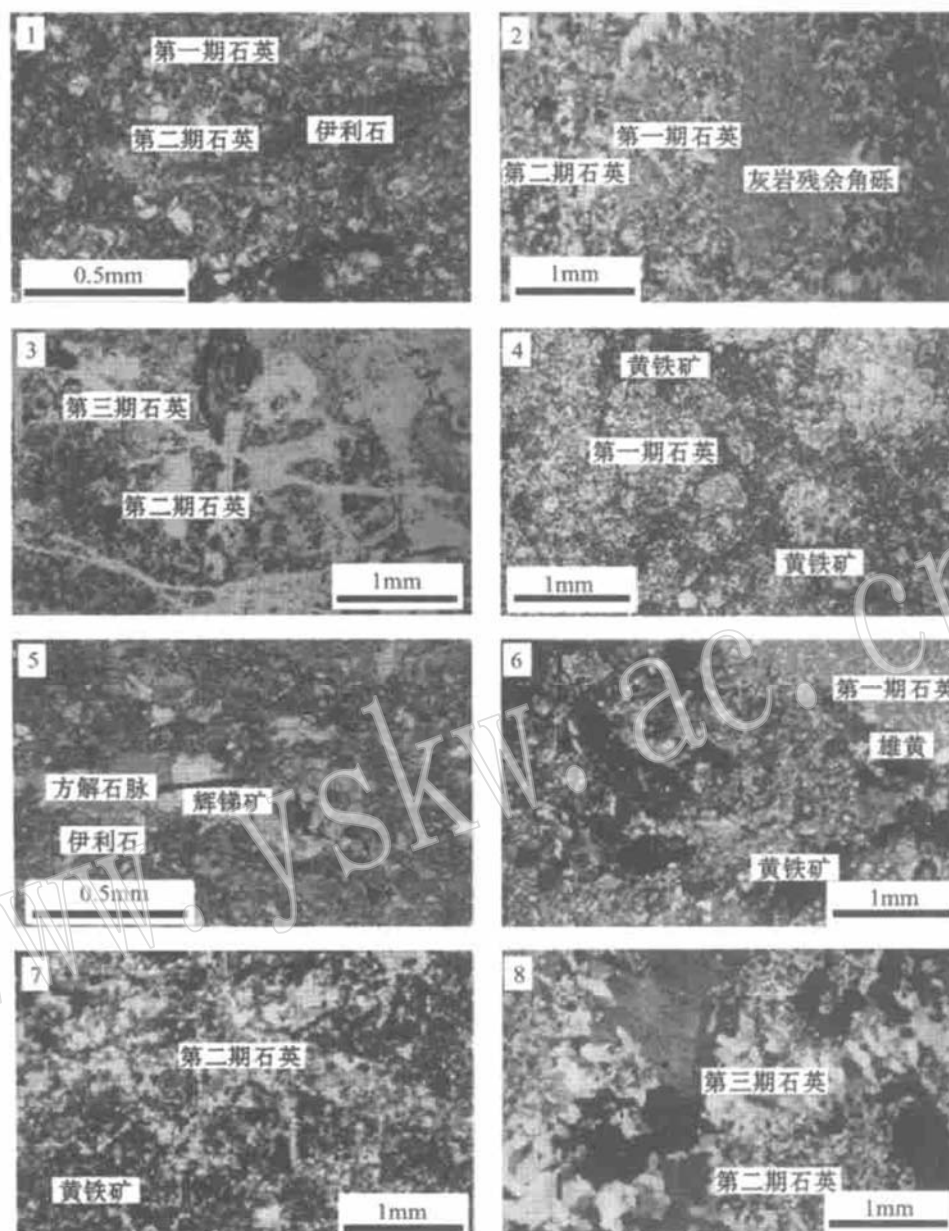 1
第一期石英
第二期石英
伊利石
0.5mm
2
第一期石英
第二期石英
灰岩残余角砾
1mm
3
第三期石英
第二期石英
1mm
4
黄铁矿
第一期石英
黄铁矿
1mm
5
方解石脉
辉锑矿
伊利石
0.5mm
6
第一期石英
雄黄
黄铁矿
1mm
7
第二期石英
黄铁矿
1mm
8
第三期石英
第二期石英
1mm
www.yskw.ac.cn